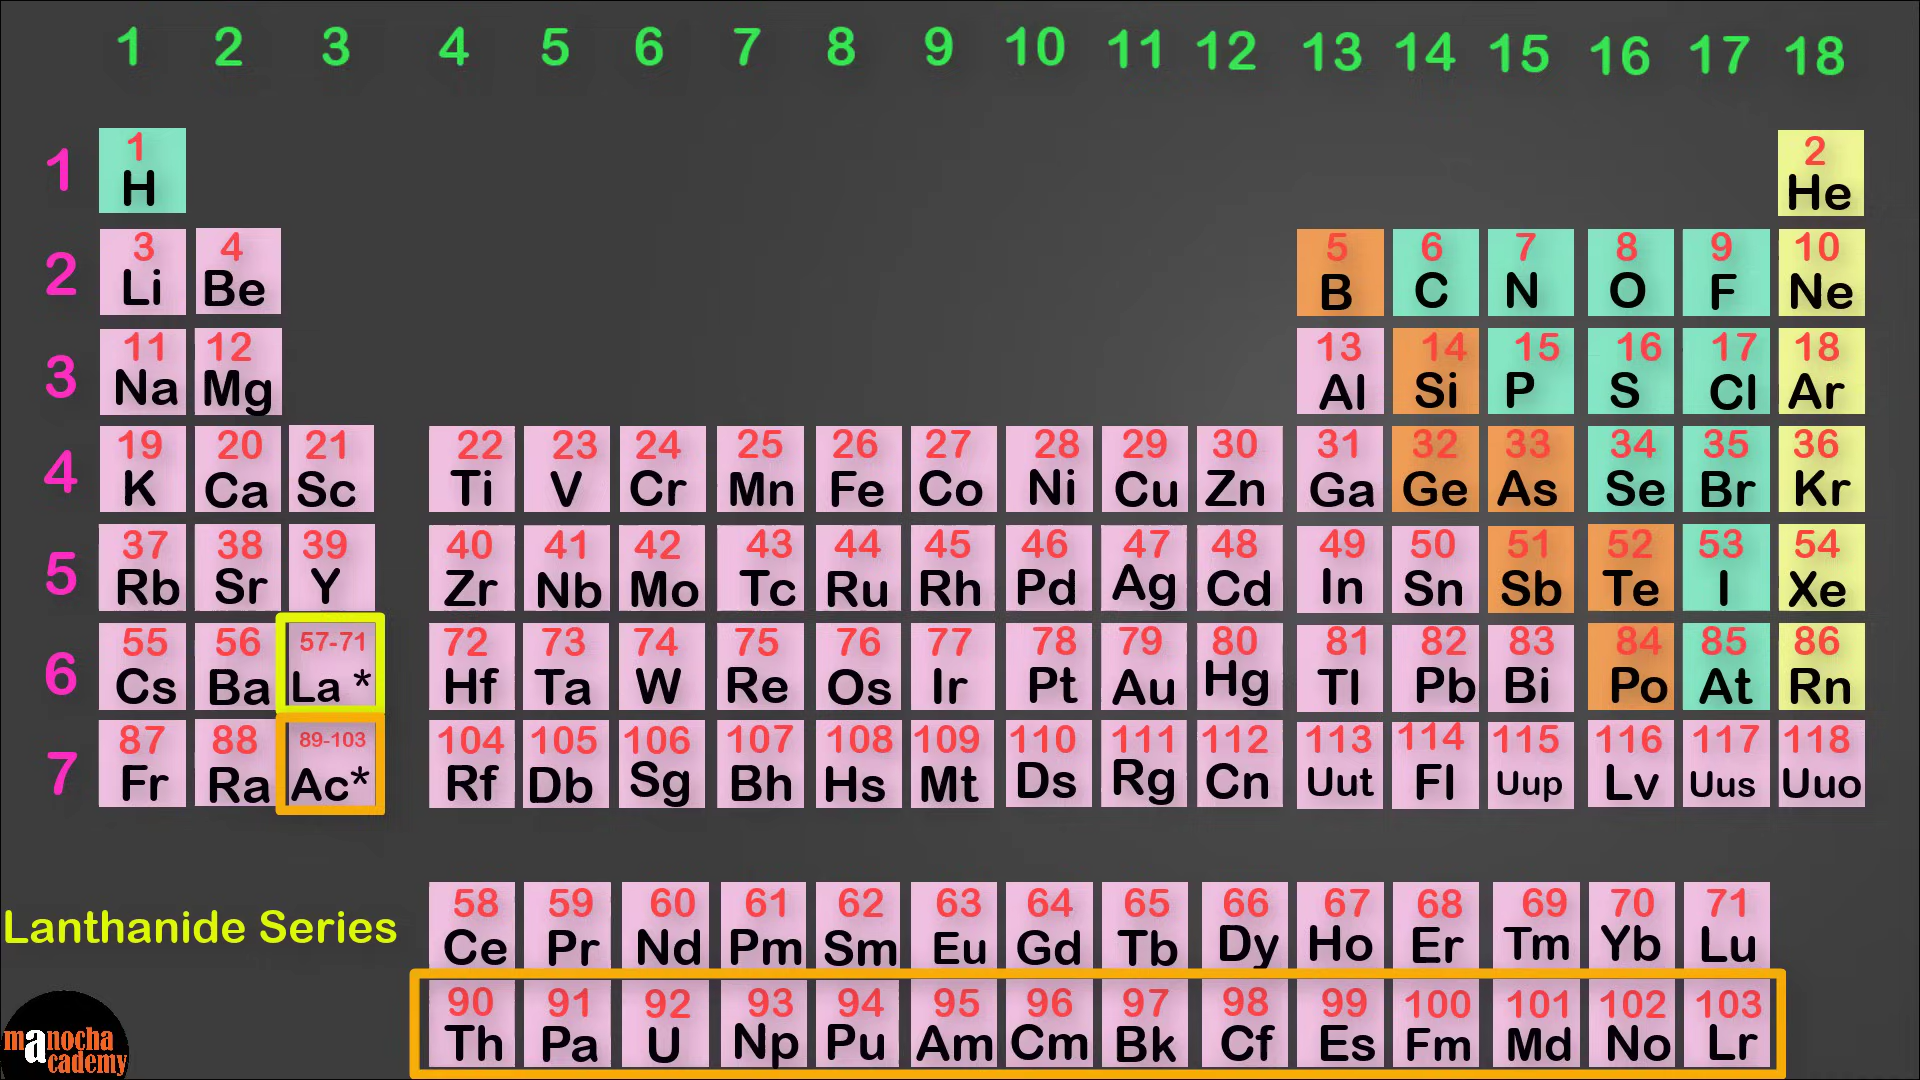 1 2 3 4 5 6 7 8 9 10 11 12 13 14 15 16 17 18
1 1 2
H He
2 3 4 5 6 7 8 9 10
Li Be B C N O F Ne
3 11 12 13 14 15 16 17 18
Na Mg Al Si P S Cl Ar
4 19 20 21 22 23 24 25 26 27 28 29 30 31 32 33 34 35 36
K Ca Sc Ti V Cr Mn Fe Co Ni Cu Zn Ga Ge As Se Br Kr
5 37 38 39 40 41 42 43 44 45 46 47 48 49 50 51 52 53 54
Rb Sr Y Zr Nb Mo Tc Ru Rh Pd Ag Cd In Sn Sb Te I Xe
6 55 56 57-71 72 73 74 75 76 77 78 79 80 81 82 83 84 85 86
Cs Ba La * Hf Ta W Re Os Ir Pt Au Hg Tl Pb Bi Po At Rn
7 87 88 89-103 104 105 106 107 108 109 110 111 112 113 114 115 116 117 118
Fr Ra Ac* Rf Db Sg Bh Hs Mt Ds Rg Cn Uut Fl Uup Lv Uus Uuo
Lanthanide Series 58 59 60 61 62 63 64 65 66 67 68 69 70 71
Ce Pr Nd Pm Sm Eu Gd Tb Dy Ho Er Tm Yb Lu
90 91 92 93 94 95 96 97 98 99 100 101 102 103
Th Pa U Np Pu Am Cm Bk Cf Es Fm Md No Lr
manocha
academy